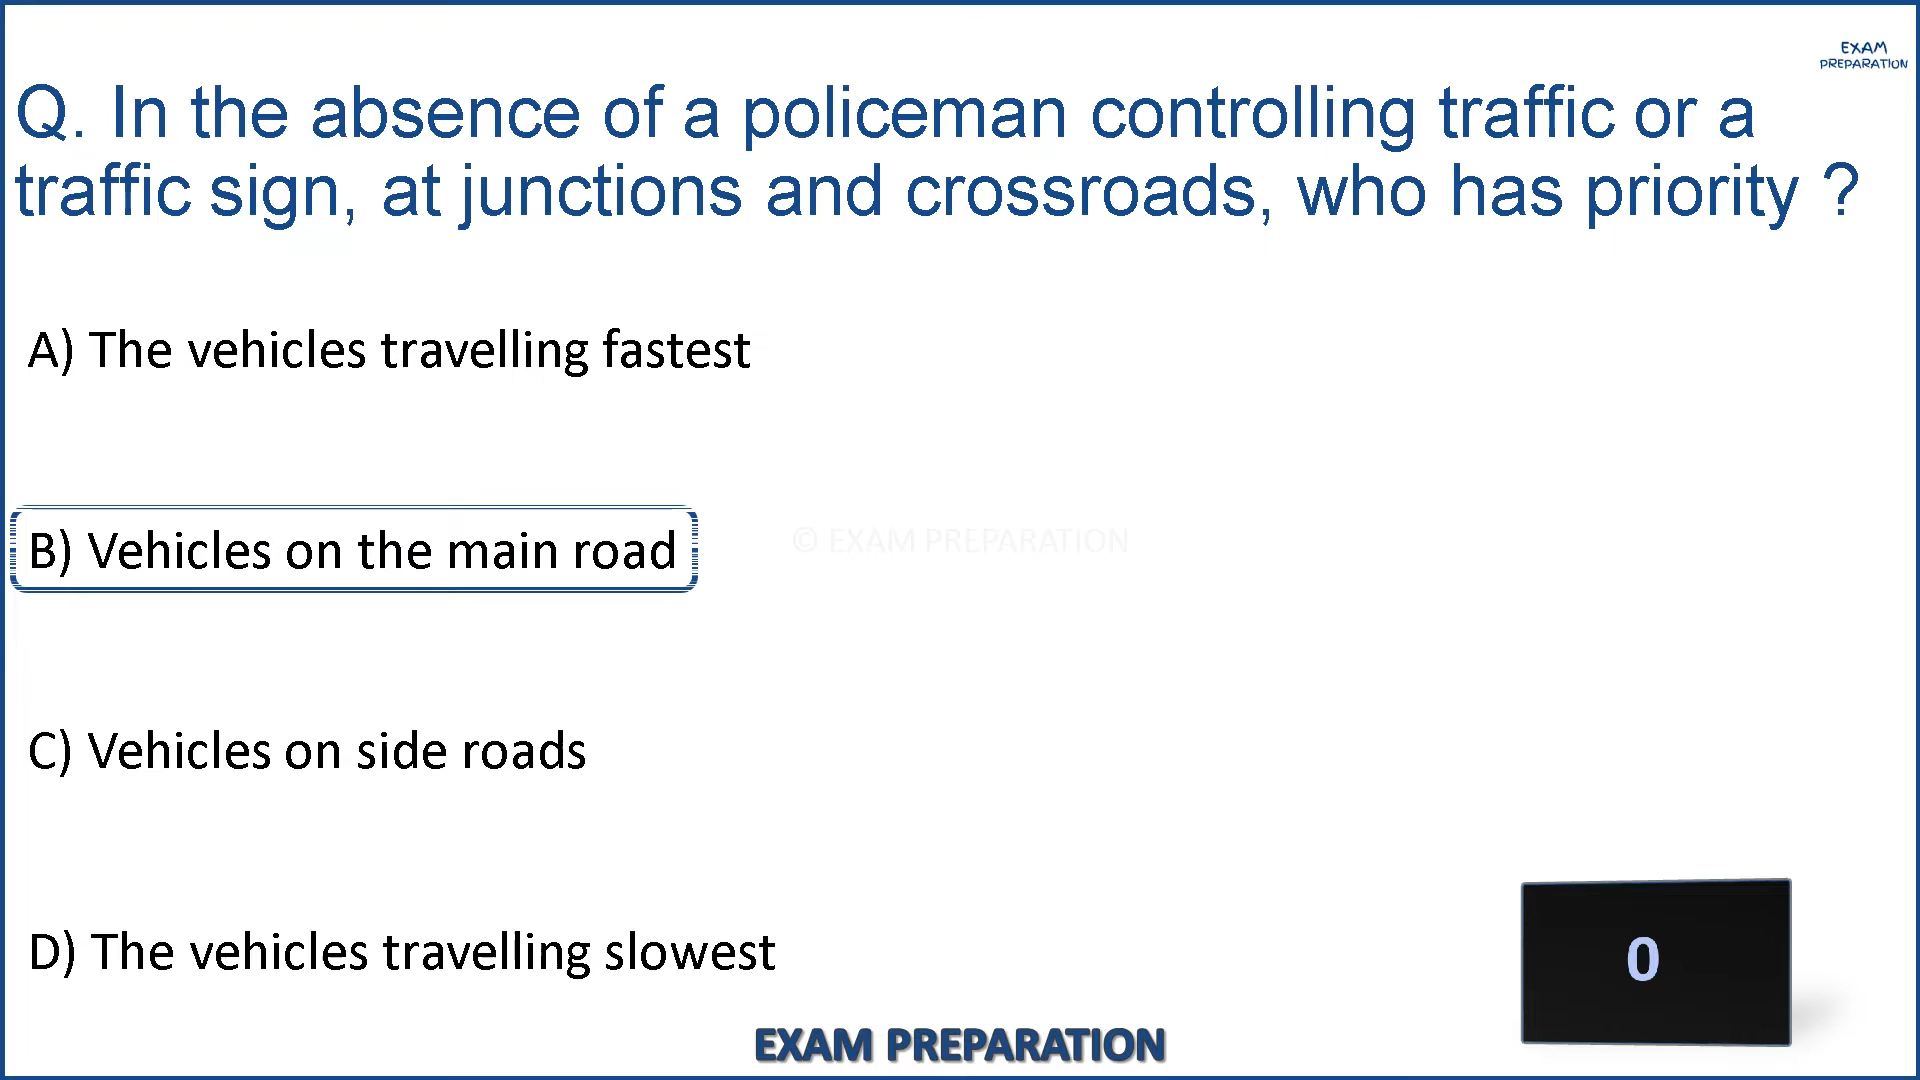 EXAM
PREPARATION
Q. In the absence of a policeman controlling traffic or a
traffic sign, at junctions and crossroads, who has priority ?
A) The vehicles travelling fastest
B) Vehicles on the main road
© EXAM PREPARATION
C) Vehicles on side roads
D) The vehicles travelling slowest
0
EXAM PREPARATION